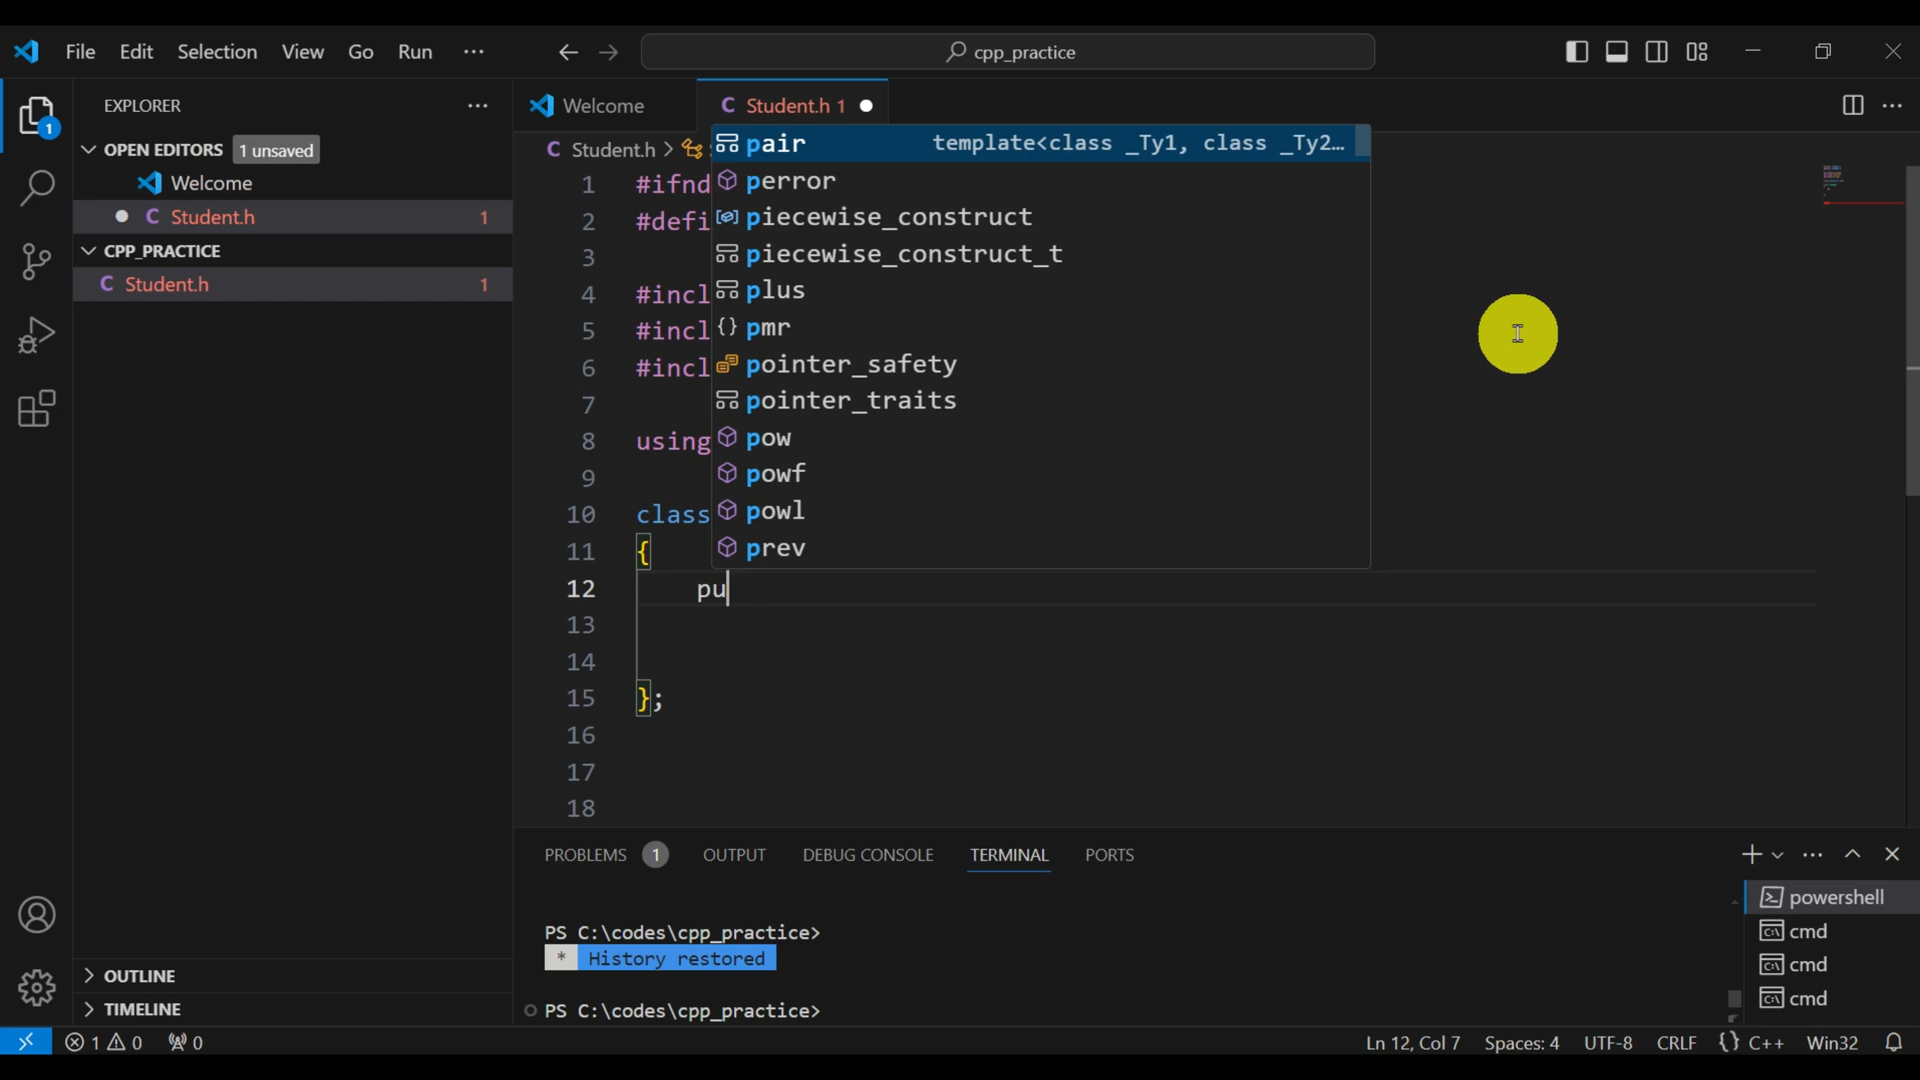 File Edit Selection View Go Run ···
cpp_practice
EXPLORER ···
OPEN EDITORS 1 unsaved
Welcome
Student.h 1
CPP_PRACTICE
Student.h 1
OUTLINE
TIMELINE
1
Welcome
Student.h 1
Student.h >
pair template<class _Ty1, class _Ty2…
perror
piecewise_construct
piecewise_construct_t
plus
pmr
pointer_safety
pointer_traits
pow
powf
powl
prev
1 #ifnd
2 #defi
3
4 #incl
5 #incl
6 #incl
7
8 using
9
10 class
11 {
12 pu
13
14
15 };
16
17
18
PROBLEMS 1 OUTPUT DEBUG CONSOLE TERMINAL PORTS
PS C:\codes\cpp_practice>
* History restored
PS C:\codes\cpp_practice>
powershell
cmd
cmd
cmd
1 0 0
Ln 12, Col 7 Spaces: 4 UTF-8 CRLF {} C++ Win32